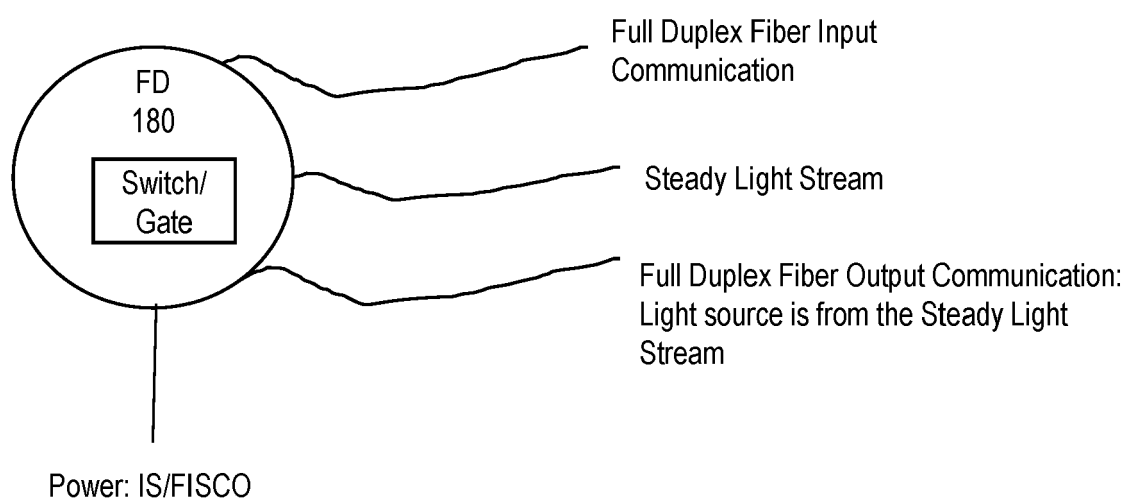 Full Duplex Fiber Input
Communication
FD
180
Switch/
Gate
Steady Light Stream
Full Duplex Fiber Output Communication:
Light source is from the Steady Light
Stream
Power: IS/FISCO